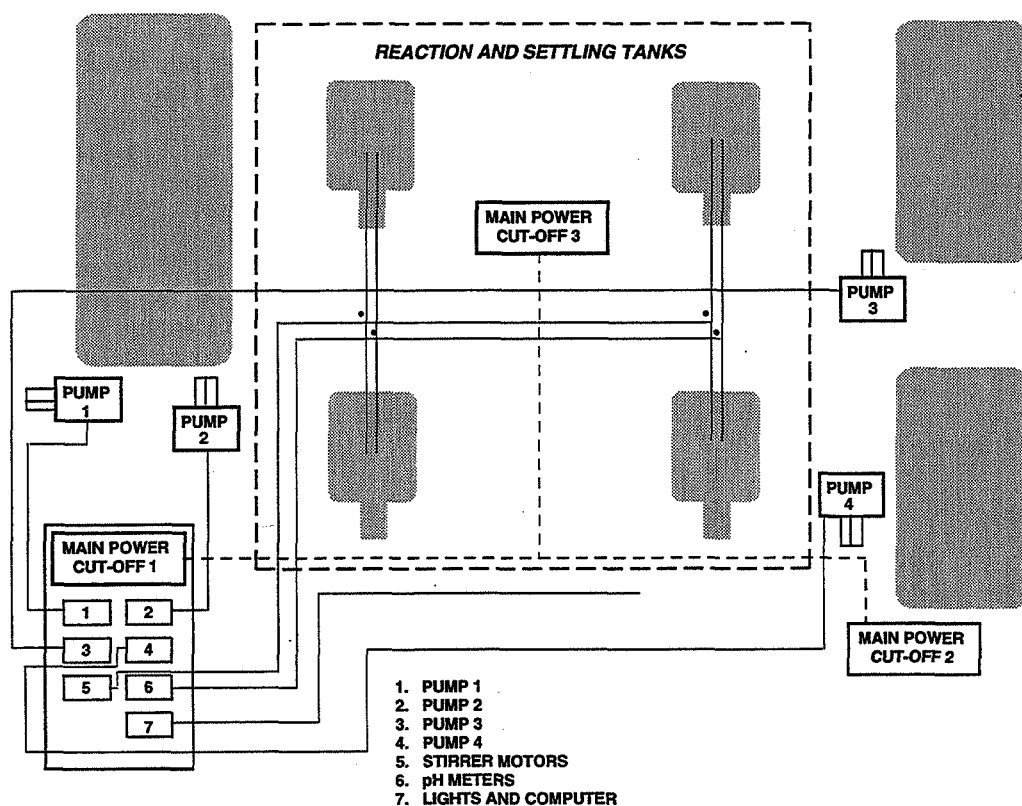 REACTION AND SETTLING TANKS
MAIN POWER
CUT-OFF 3
PUMP
3
PUMP
1
PUMP
2
PUMP
4
MAIN POWER
CUT-OFF 1
1
2
3
4
5
6
7
MAIN POWER
CUT-OFF 2
1. PUMP 1
2. PUMP 2
3. PUMP 3
4. PUMP 4
5. STIRRER MOTORS
6. pH METERS
7. LIGHTS AND COMPUTER